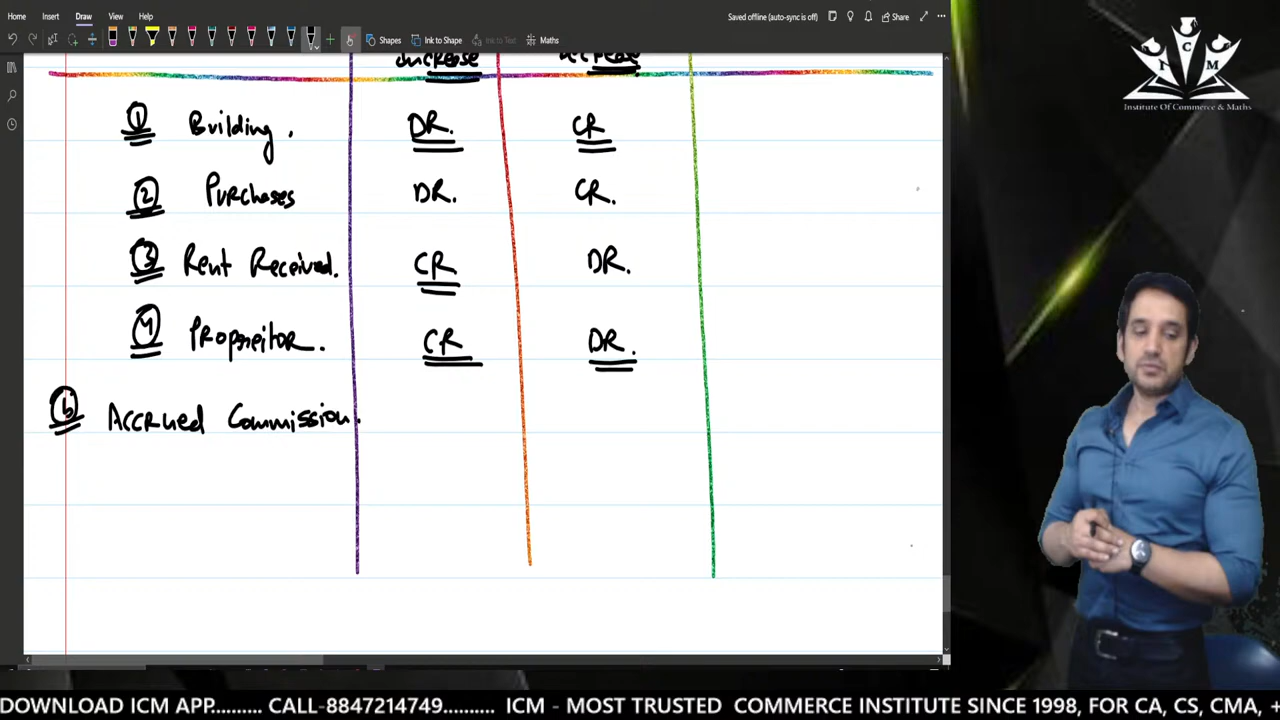 Home Insert Draw View Help Saved offline (auto-sync is off) Share
Shapes Ink to Shape Ink to Text Maths
Increase
1 Building. DR. CR
2 Purchases DR. CR.
3 Rent Received. CR DR.
4 Proprietor. CR DR.
Accrued Commission.
I C M
Institute Of Commerce & Maths
DOWNLOAD ICM APP.......... CALL-8847214749.......... ICM - MOST TRUSTED COMMERCE INSTITUTE SINCE 1998, FOR CA, CS, CMA, +